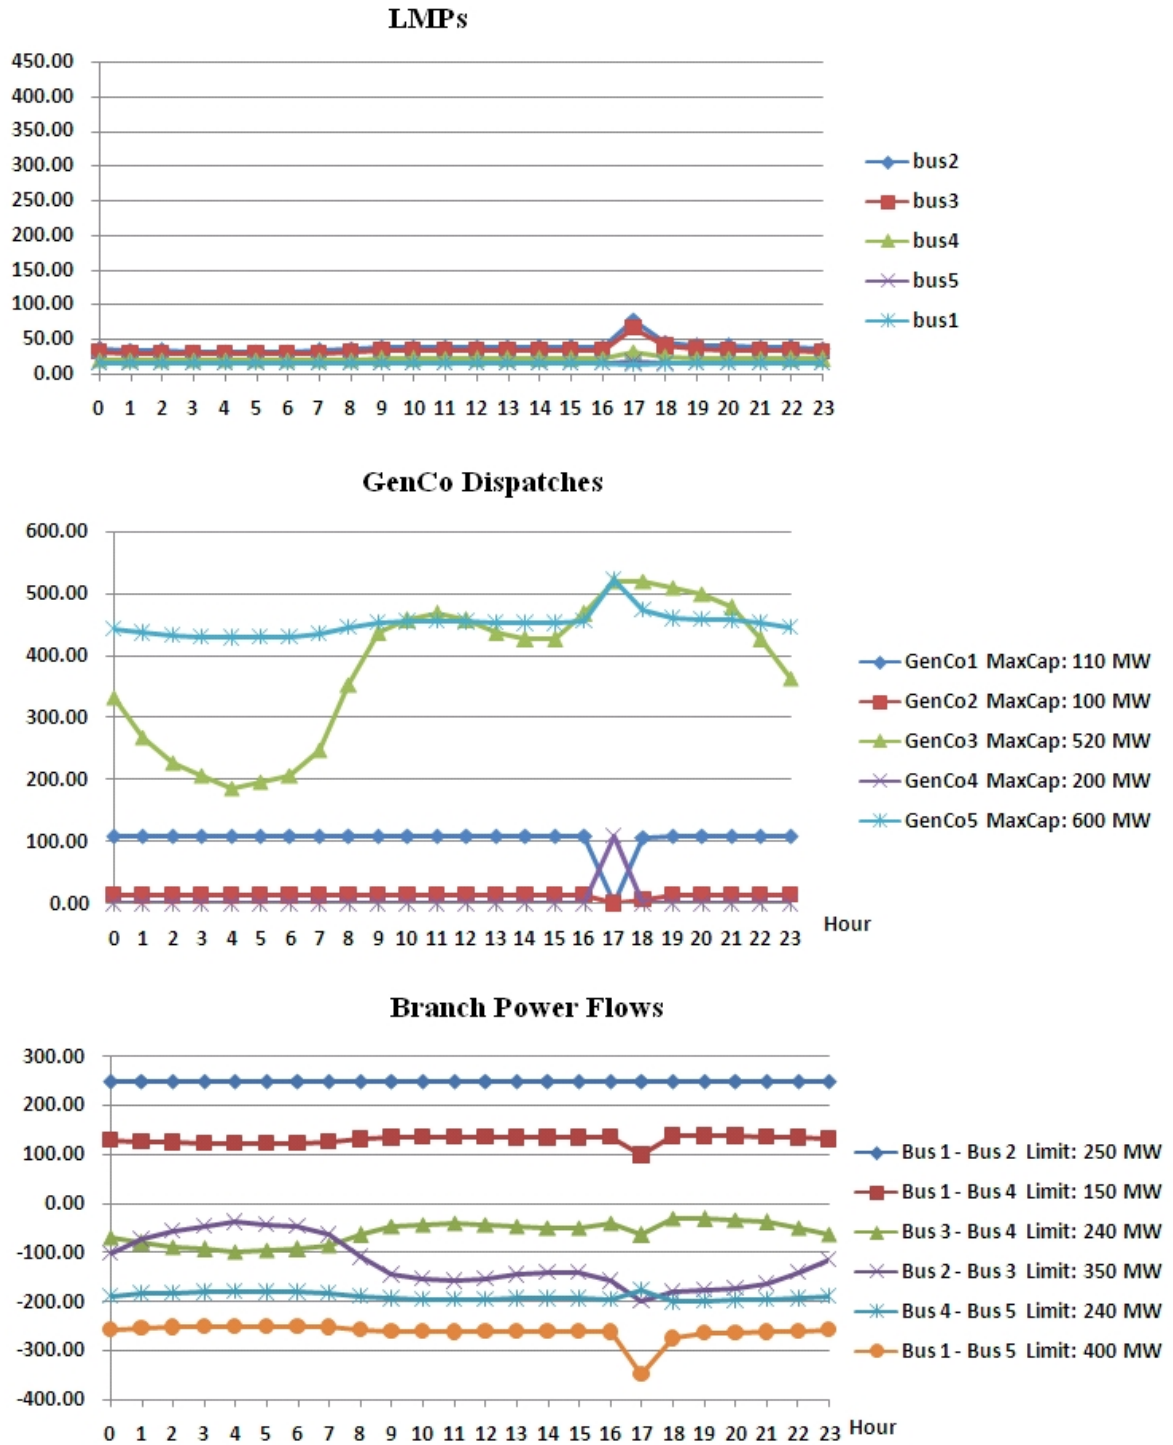 LMPs
450.00
400.00
350.00
300.00
250.00
200.00
150.00
100.00
50.00
0.00
0 1 2 3 4 5 6 7 8 9 10 11 12 13 14 15 16 17 18 19 20 21 22 23
bus2
bus3
bus4
bus5
bus1
GenCo Dispatches
600.00
500.00
400.00
300.00
200.00
100.00
0.00
0 1 2 3 4 5 6 7 8 9 10 11 12 13 14 15 16 17 18 19 20 21 22 23
Hour
GenCo1 MaxCap: 110 MW
GenCo2 MaxCap: 100 MW
GenCo3 MaxCap: 520 MW
GenCo4 MaxCap: 200 MW
GenCo5 MaxCap: 600 MW
Branch Power Flows
300.00
200.00
100.00
0.00
-100.00
-200.00
-300.00
-400.00
0 1 2 3 4 5 6 7 8 9 10 11 12 13 14 15 16 17 18 19 20 21 22 23
Hour
Bus 1 - Bus 2 Limit: 250 MW
Bus 1 - Bus 4 Limit: 150 MW
Bus 3 - Bus 4 Limit: 240 MW
Bus 2 - Bus 3 Limit: 350 MW
Bus 4 - Bus 5 Limit: 240 MW
Bus 1 - Bus 5 Limit: 400 MW